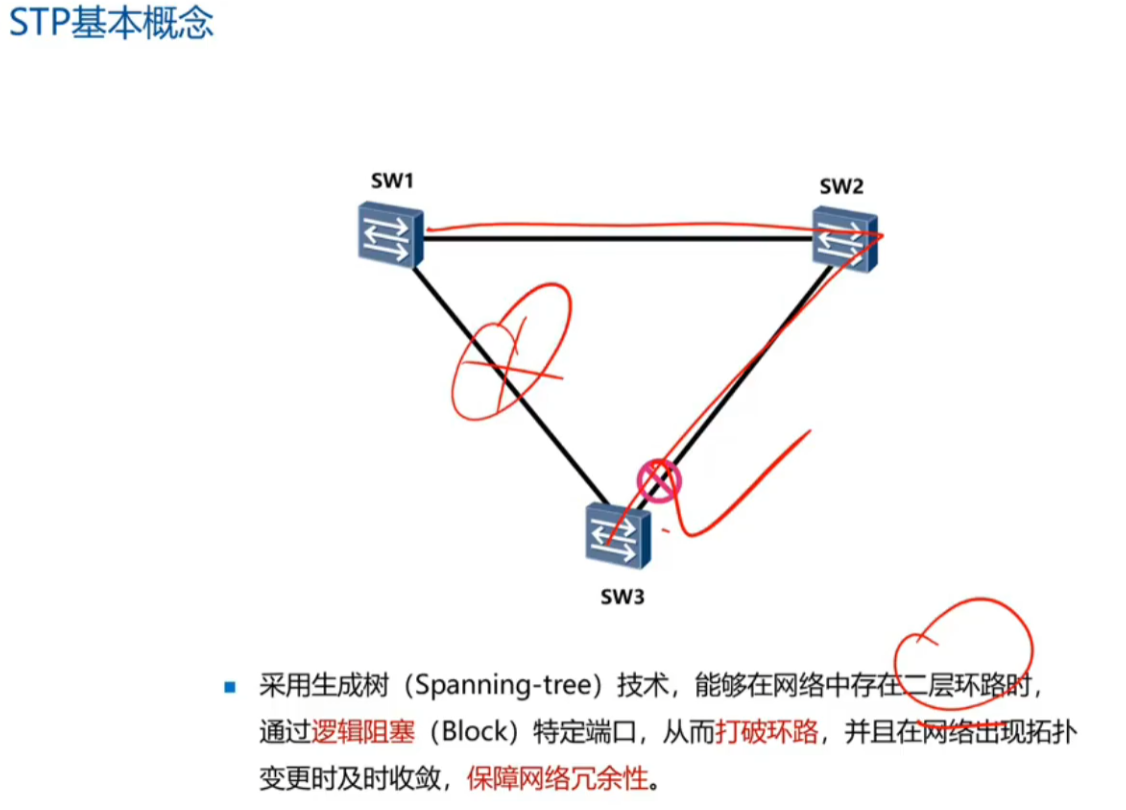 STP基本概念
SW1
SW2
SW3
采用生成树（Spanning-tree）技术，能够在网络中存在二层环路时，
通过逻辑阻塞（Block）特定端口，从而打破环路，并且在网络出现拓扑
变更时及时收敛，保障网络冗余性。